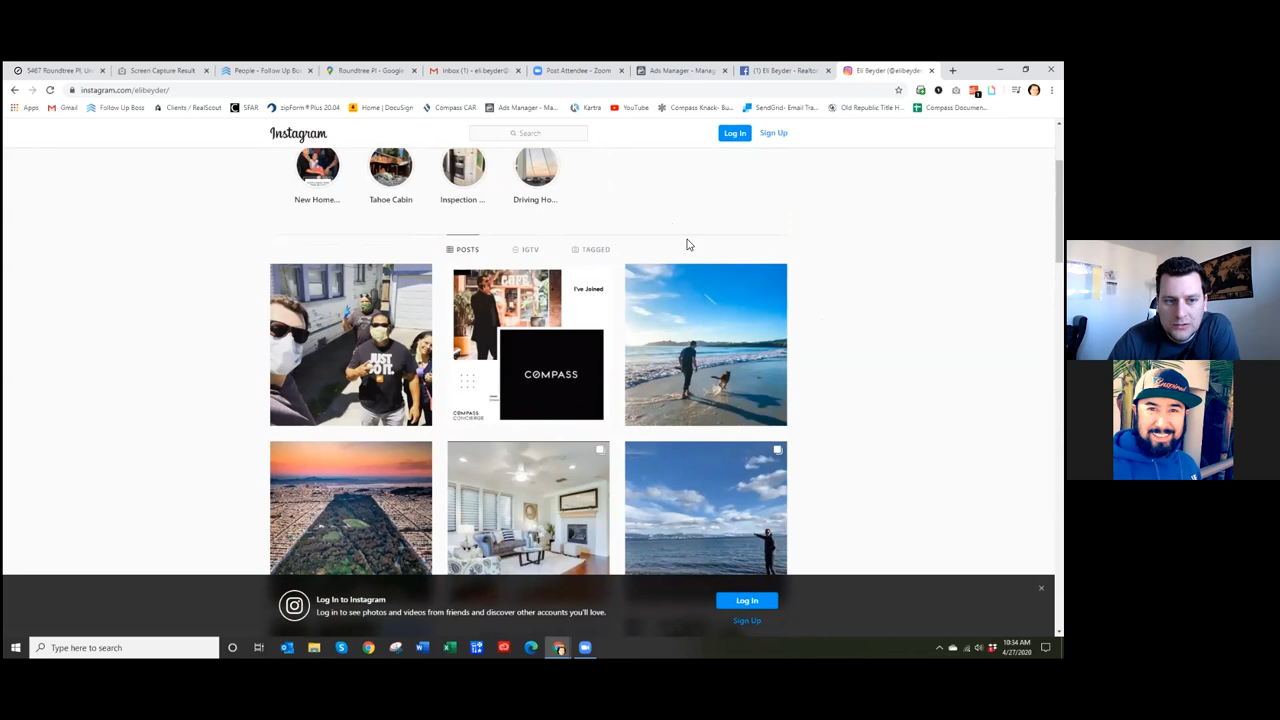 5467 Roundtree Pl, Un
Screen Capture Result
People - Follow Up Bo
Roundtree Pl - Google
Inbox (1) - eli.beyder@
Post Attendee - Zoom
Ads Manager - Manag
(1) Eli Beyder - Realto
Eli Beyder (@elibeyder
instagram.com/elibeyder/
Apps
Gmail
Follow Up Boss
Clients / RealScout
SFAR
zipForm®Plus 20.04
Home | DocuSign
Compass CAR
Ads Manager - Ma...
Kartra
YouTube
Compass Knack- Bu...
SendGrid- Email Tra...
Old Republic Title H...
Compass Documen...
Instagram
Search
Log In
Sign Up
New Home...
Tahoe Cabin
Inspection ...
Driving Ho...
POSTS
IGTV
TAGGED
JUST
DO IT.
CAFE
I've Joined
COMPASS
COMPASS
CONCIERGE
Inspired
Log In to Instagram
Log in to see photos and videos from friends and discover other accounts you'll love.
Log In
Sign Up
Type here to search
10:34 AM
4/27/2020